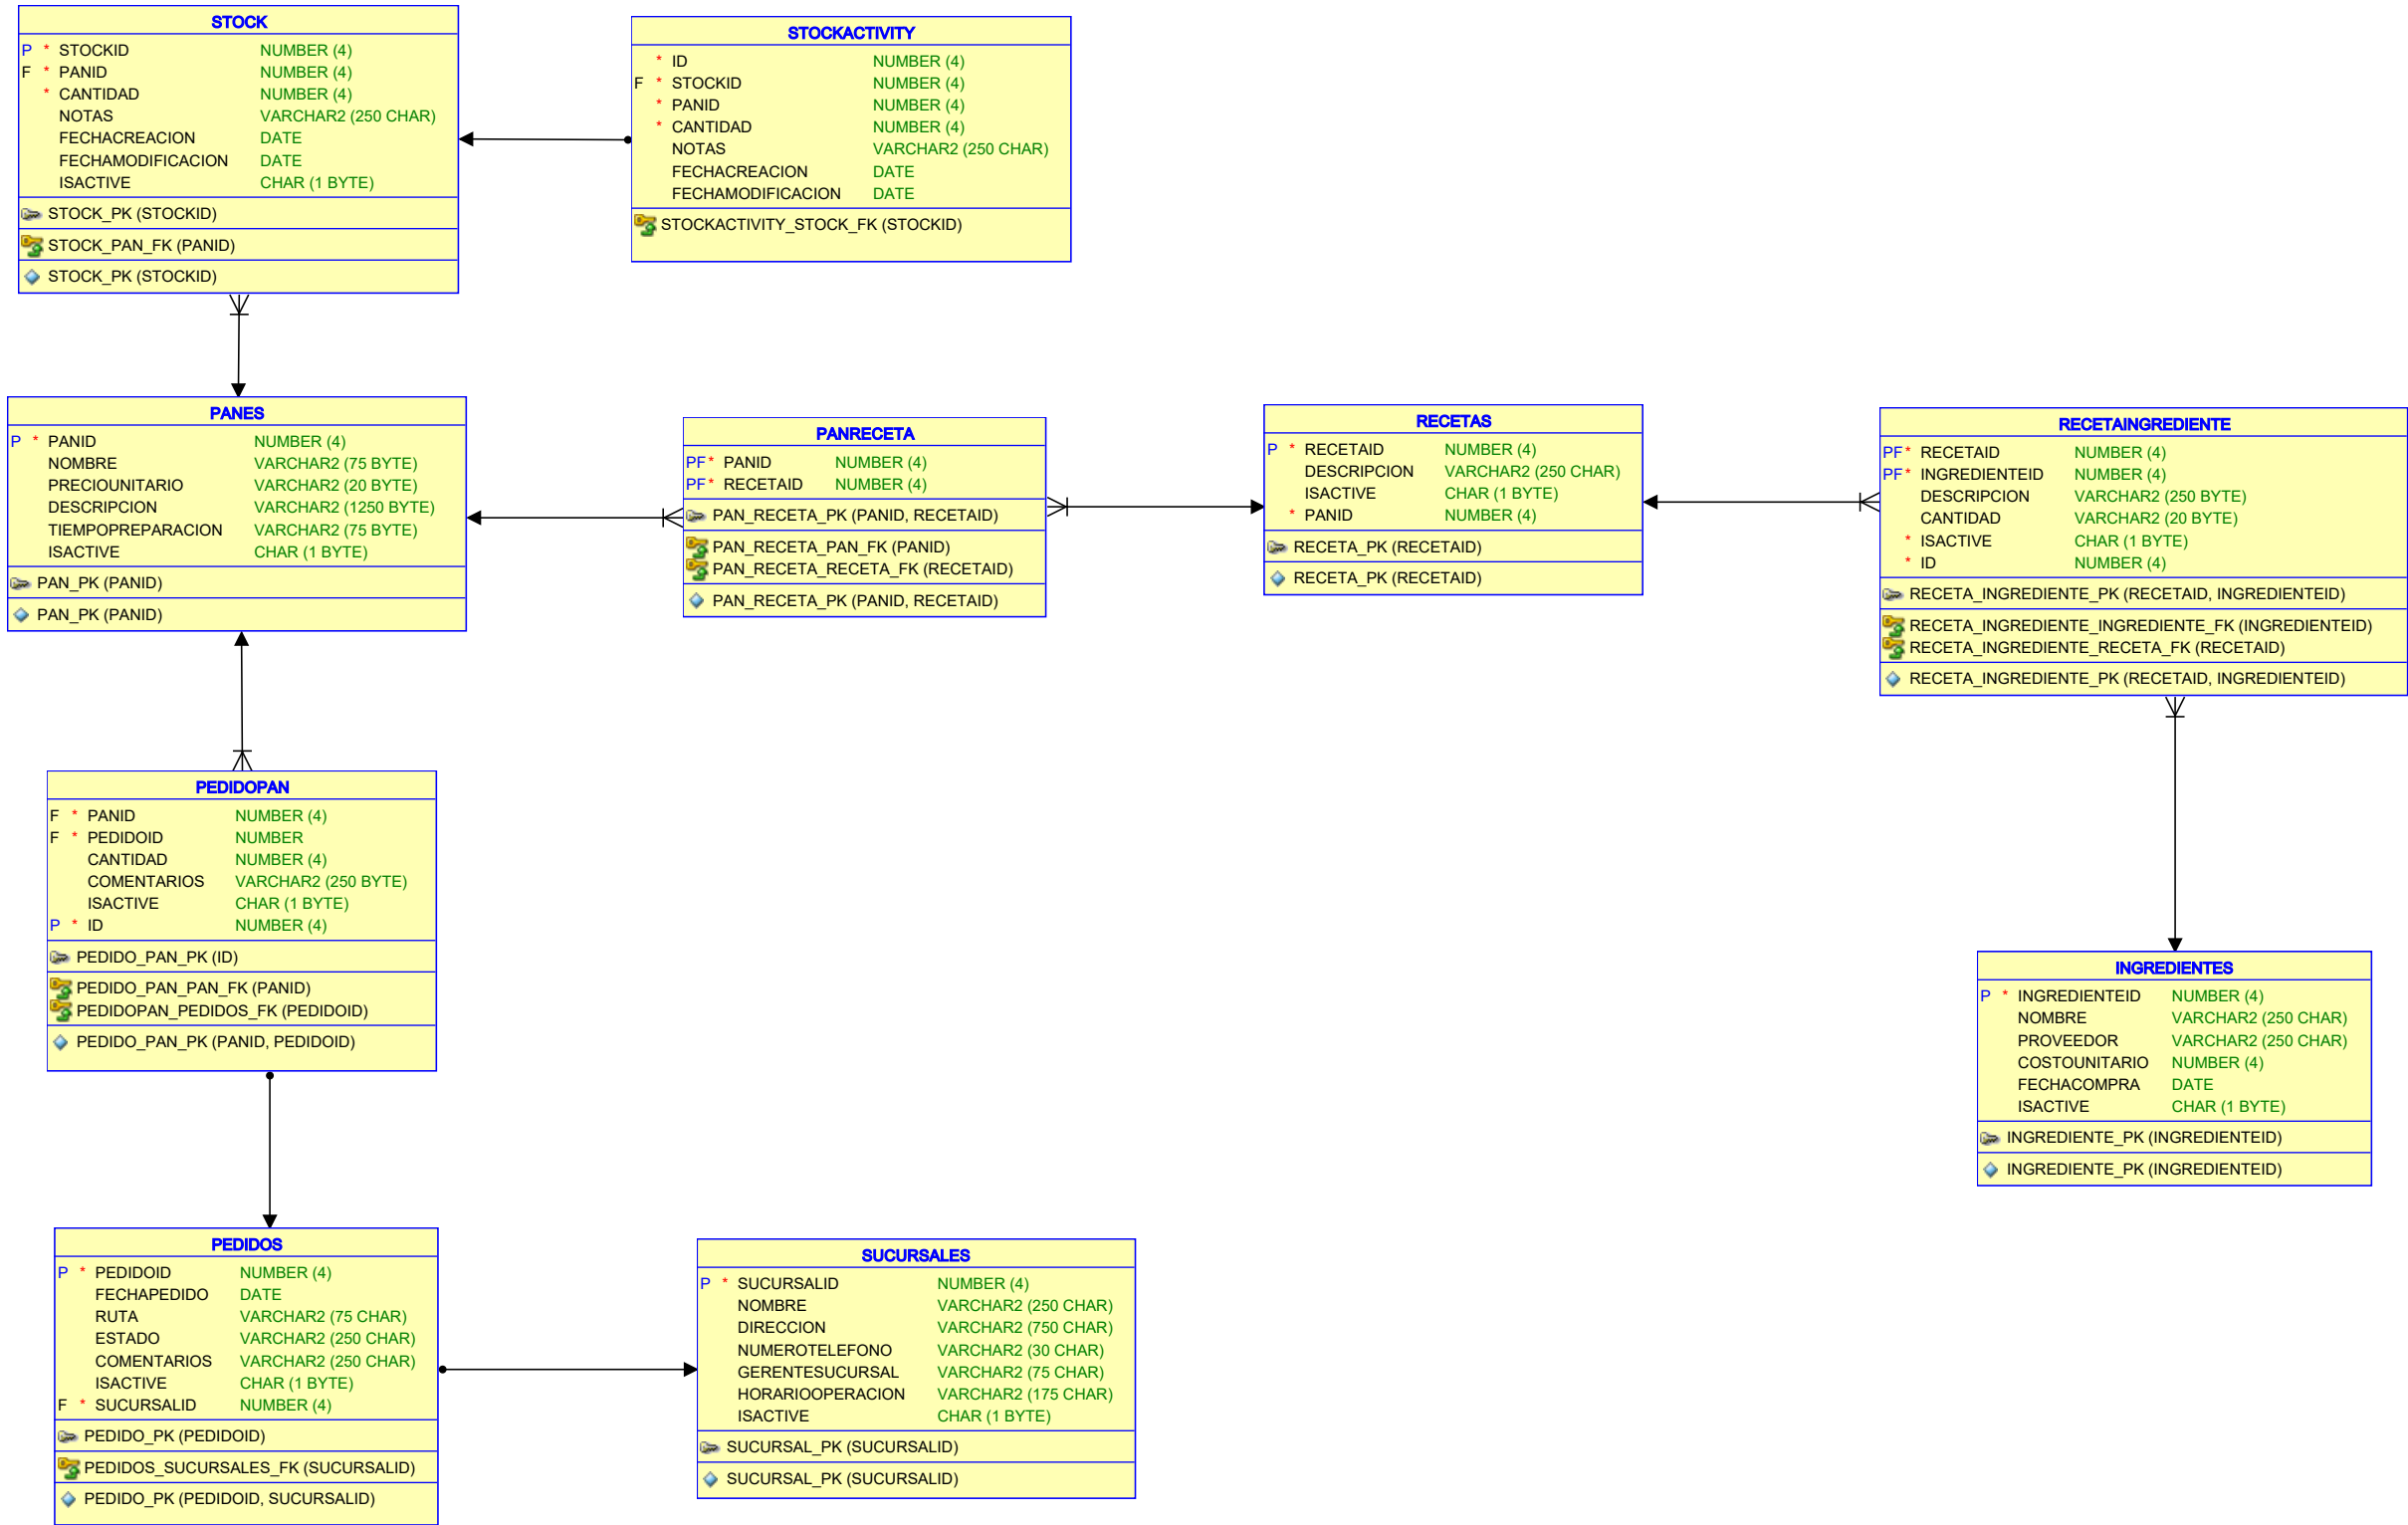 STOCK
P * STOCKID NUMBER (4)
F * PANID NUMBER (4)
* CANTIDAD NUMBER (4)
NOTAS VARCHAR2 (250 CHAR)
FECHACREACION DATE
FECHAMODIFICACION DATE
ISACTIVE CHAR (1 BYTE)
STOCK_PK (STOCKID)
STOCK_PAN_FK (PANID)
STOCK_PK (STOCKID)
STOCKACTIVITY
* ID NUMBER (4)
F * STOCKID NUMBER (4)
* PANID NUMBER (4)
* CANTIDAD NUMBER (4)
NOTAS VARCHAR2 (250 CHAR)
FECHACREACION DATE
FECHAMODIFICACION DATE
STOCKACTIVITY_STOCK_FK (STOCKID)
PANES
P * PANID NUMBER (4)
NOMBRE VARCHAR2 (75 BYTE)
PRECIOUNITARIO VARCHAR2 (20 BYTE)
DESCRIPCION VARCHAR2 (1250 BYTE)
TIEMPOPREPARACION VARCHAR2 (75 BYTE)
ISACTIVE CHAR (1 BYTE)
PAN_PK (PANID)
PAN_PK (PANID)
PANRECETA
PF* PANID NUMBER (4)
PF* RECETAID NUMBER (4)
PAN_RECETA_PK (PANID, RECETAID)
PAN_RECETA_PAN_FK (PANID)
PAN_RECETA_RECETA_FK (RECETAID)
PAN_RECETA_PK (PANID, RECETAID)
RECETAS
P * RECETAID NUMBER (4)
DESCRIPCION VARCHAR2 (250 CHAR)
ISACTIVE CHAR (1 BYTE)
* PANID NUMBER (4)
RECETA_PK (RECETAID)
RECETA_PK (RECETAID)
RECETAINGREDIENTE
PF* RECETAID NUMBER (4)
PF* INGREDIENTEID NUMBER (4)
DESCRIPCION VARCHAR2 (250 BYTE)
CANTIDAD VARCHAR2 (20 BYTE)
* ISACTIVE CHAR (1 BYTE)
* ID NUMBER (4)
RECETA_INGREDIENTE_PK (RECETAID, INGREDIENTEID)
RECETA_INGREDIENTE_INGREDIENTE_FK (INGREDIENTEID)
RECETA_INGREDIENTE_RECETA_FK (RECETAID)
RECETA_INGREDIENTE_PK (RECETAID, INGREDIENTEID)
PEDIDOPAN
F * PANID NUMBER (4)
F * PEDIDOID NUMBER
CANTIDAD NUMBER (4)
COMENTARIOS VARCHAR2 (250 BYTE)
ISACTIVE CHAR (1 BYTE)
P * ID NUMBER (4)
PEDIDO_PAN_PK (ID)
PEDIDO_PAN_PAN_FK (PANID)
PEDIDOPAN_PEDIDOS_FK (PEDIDOID)
PEDIDO_PAN_PK (PANID, PEDIDOID)
INGREDIENTES
P * INGREDIENTEID NUMBER (4)
NOMBRE VARCHAR2 (250 CHAR)
PROVEEDOR VARCHAR2 (250 CHAR)
COSTOUNITARIO NUMBER (4)
FECHACOMPRA DATE
ISACTIVE CHAR (1 BYTE)
INGREDIENTE_PK (INGREDIENTEID)
INGREDIENTE_PK (INGREDIENTEID)
PEDIDOS
P * PEDIDOID NUMBER (4)
FECHAPEDIDO DATE
RUTA VARCHAR2 (75 CHAR)
ESTADO VARCHAR2 (250 CHAR)
COMENTARIOS VARCHAR2 (250 CHAR)
ISACTIVE CHAR (1 BYTE)
F * SUCURSALID NUMBER (4)
PEDIDO_PK (PEDIDOID)
PEDIDOS_SUCURSALES_FK (SUCURSALID)
PEDIDO_PK (PEDIDOID, SUCURSALID)
SUCURSALES
P * SUCURSALID NUMBER (4)
NOMBRE VARCHAR2 (250 CHAR)
DIRECCION VARCHAR2 (750 CHAR)
NUMEROTELEFONO VARCHAR2 (30 CHAR)
GERENTESUCURSAL VARCHAR2 (75 CHAR)
HORARIOOPERACION VARCHAR2 (175 CHAR)
ISACTIVE CHAR (1 BYTE)
SUCURSAL_PK (SUCURSALID)
SUCURSAL_PK (SUCURSALID)